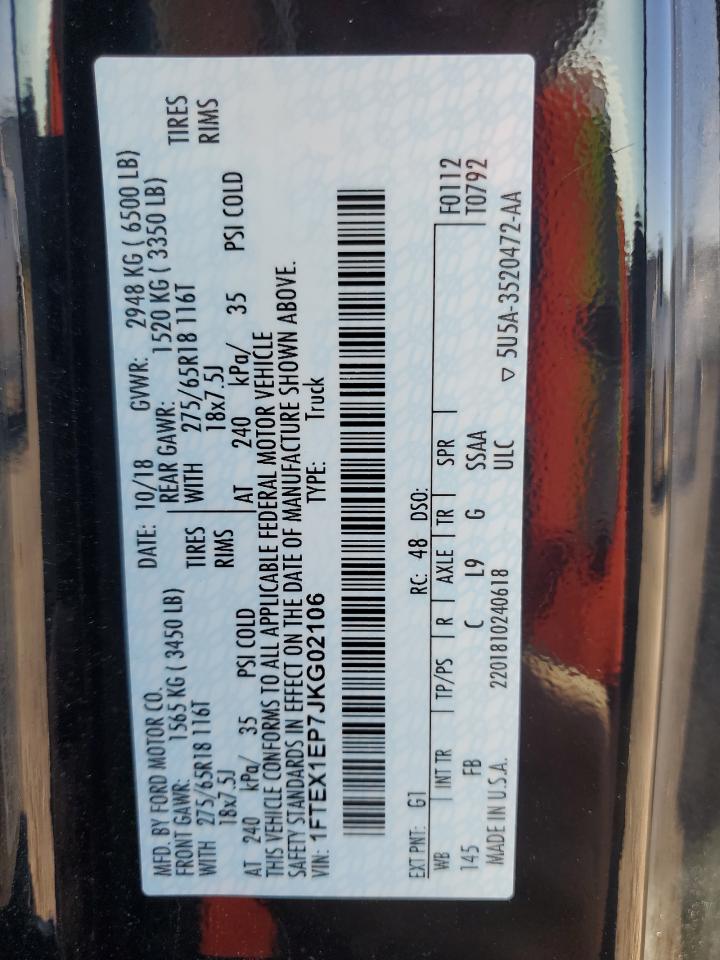 MFD. BY FORD MOTOR CO. DATE: 10/18 GVWR: 2948 KG ( 6500 LB)
FRONT GAWR: 1565 KG ( 3450 LB) REAR GAWR: 1520 KG ( 3350 LB)
WITH 275/65R18 116T TIRES WITH 275/65R18 116T TIRES
18x7.5J RIMS 18x7.5J RIMS
AT 240 kPa/ 35 PSI COLD AT 240 kPa/ 35 PSI COLD
THIS VEHICLE CONFORMS TO ALL APPLICABLE FEDERAL MOTOR VEHICLE
SAFETY STANDARDS IN EFFECT ON THE DATE OF MANUFACTURE SHOWN ABOVE.
VIN: 1FTEX1EP7JKG02106 TYPE: Truck
EXT PNT: G1 RC: 48 DSO: F0112
WB INT TR TP/PS R AXLE TR SPR T0792
145 FB C L9 G SSAA
MADE IN U.S.A. 2201810240618 ULC ▽ 5U5A-3520472-AA